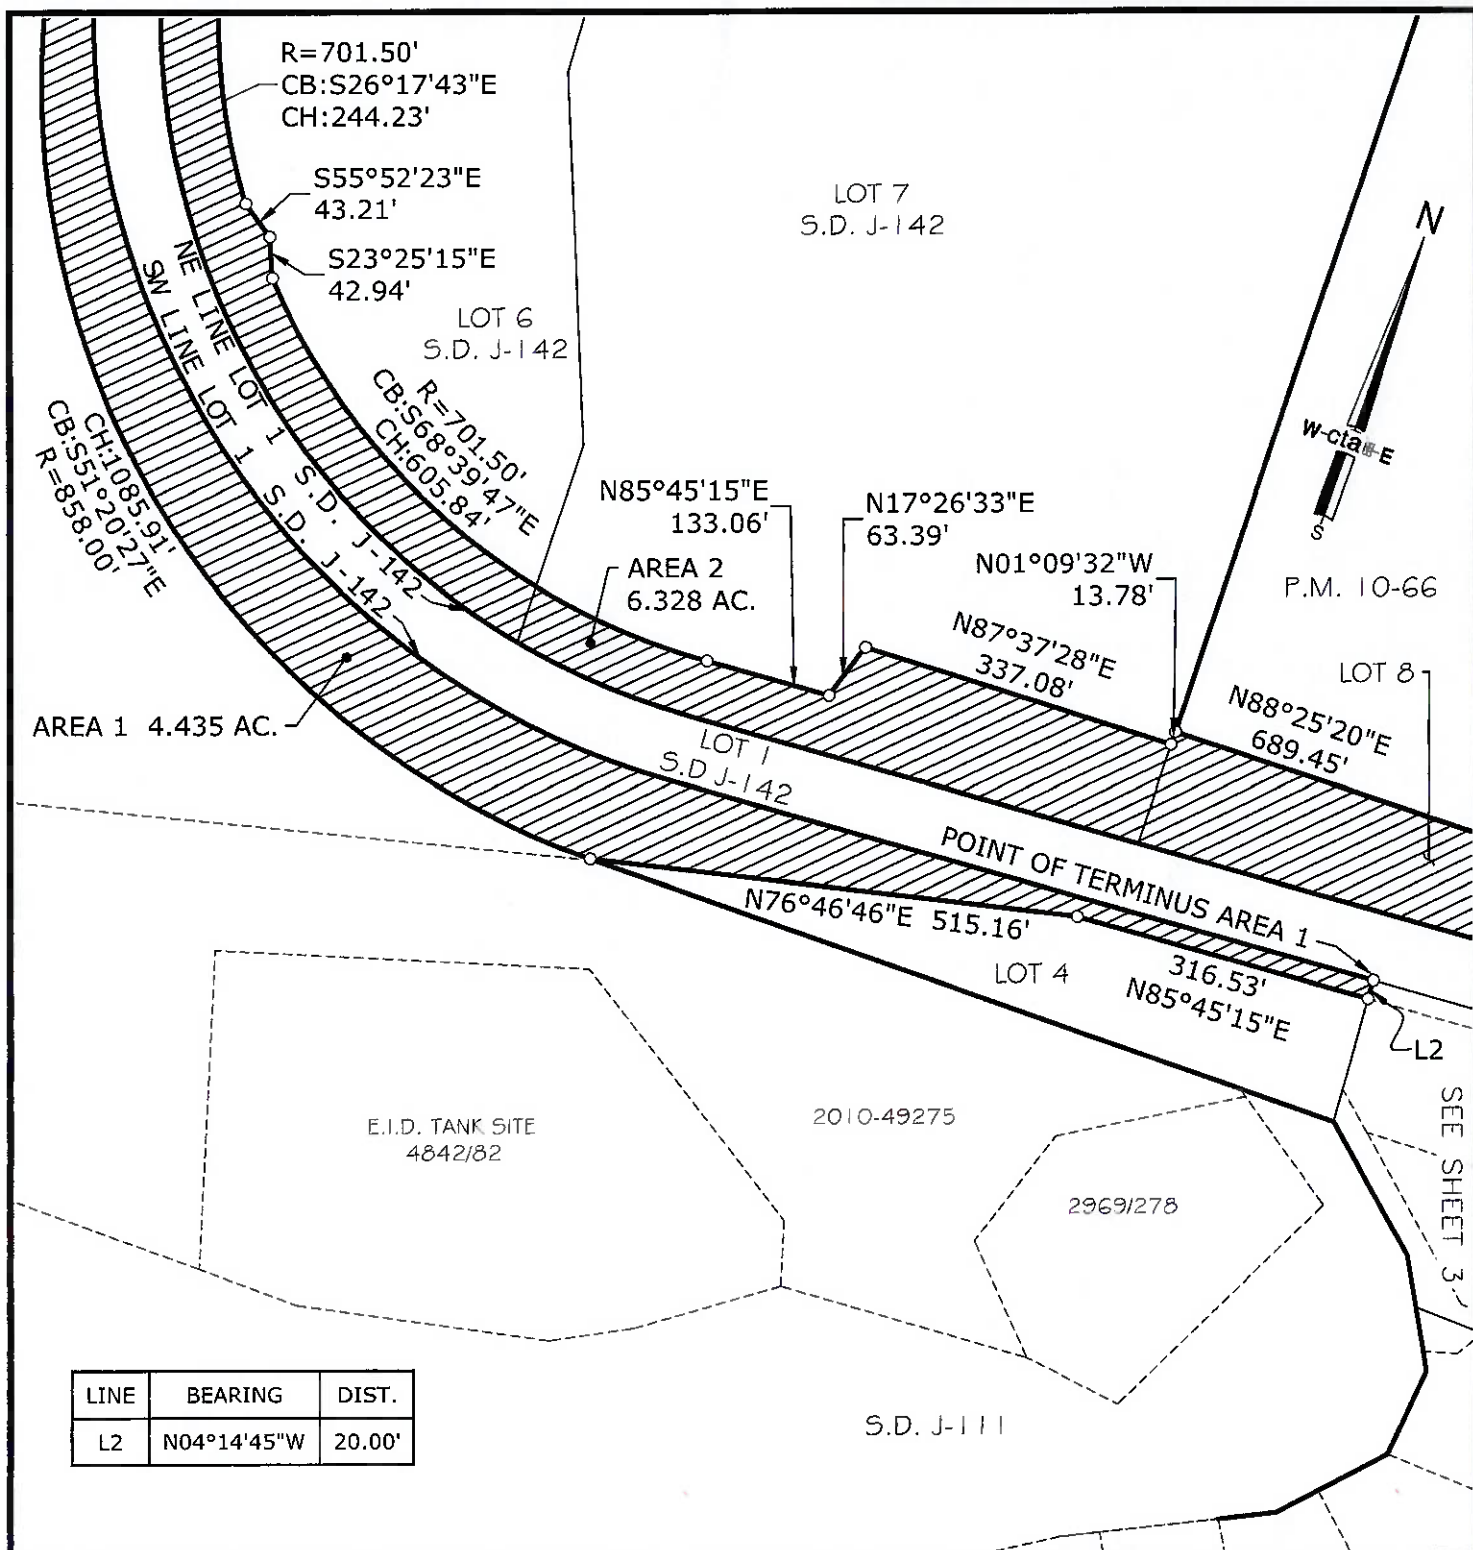 R=701.50'
CB:S26°17'43"E
CH:244.23'
S55°52'23"E
43.21'
S23°25'15"E
42.94'
LOT 7
S.D. J-142
N
LOT 6
S.D. J-142
NE LINE LOT 1 S.D. J-142
SW LINE LOT 1 S.D. J-142
R=701.50'
CB:S68°39'47"E
CH:605.84'
CH:1085.91'
CB:S51°20'27"E
R=858.00'
W-cta-E
S
N85°45'15"E
133.06'
N17°26'33"E
63.39'
N01°09'32"W
13.78'
P.M. 10-66
AREA 2
6.328 AC.
N87°37'28"E
337.08'
LOT 8
N88°25'20"E
689.45'
AREA 1 4.435 AC.
LOT 1
S.D J-142
POINT OF TERMINUS AREA 1
N76°46'46"E 515.16'
LOT 4
316.53'
N85°45'15"E
L2
SEE SHEET 3
E.I.D. TANK SITE
4842/82
2010-49275
2969/278
LINE BEARING DIST.
L2 N04°14'45"W 20.00'
S.D. J-111